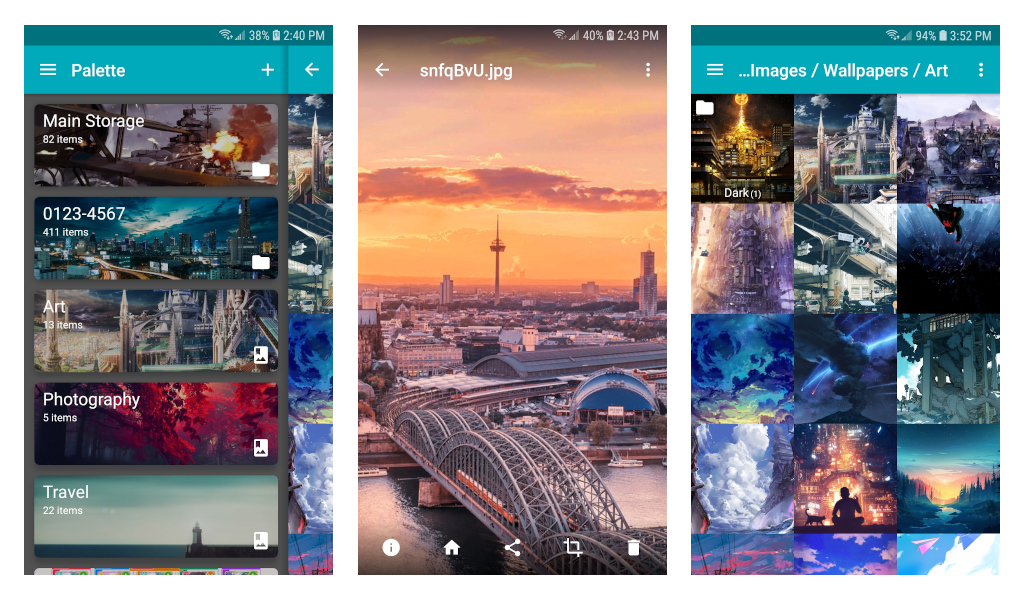 38% 2:40 PM
Palette
Main Storage
82 items
0123-4567
411 items
Art
13 items
Photography
5 items
Travel
22 items
40% 2:43 PM
snfqBvU.jpg
94% 3:52 PM
...Images / Wallpapers / Art
Dark (1)